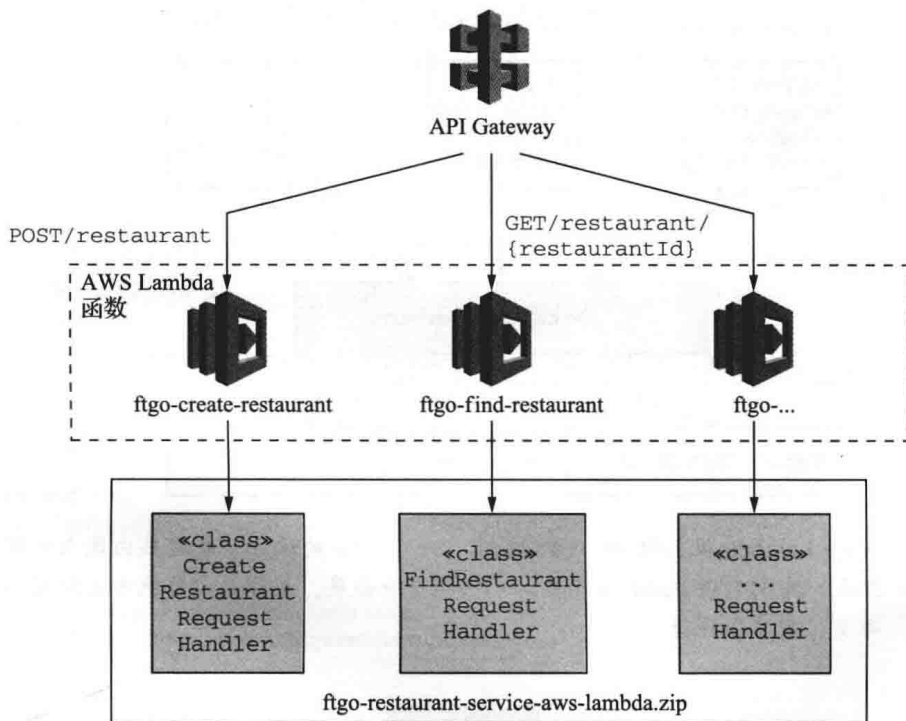 API Gateway
POST/restaurant
GET/restaurant/
{restaurantId}
AWS Lambda
函数
ftgo-create-restaurant
ftgo-find-restaurant
ftgo-...
«class»
Create
Restaurant
Request
Handler
«class»
FindRestaurant
Request
Handler
«class»
...
Request
Handler
ftgo-restaurant-service-aws-lambda.zip